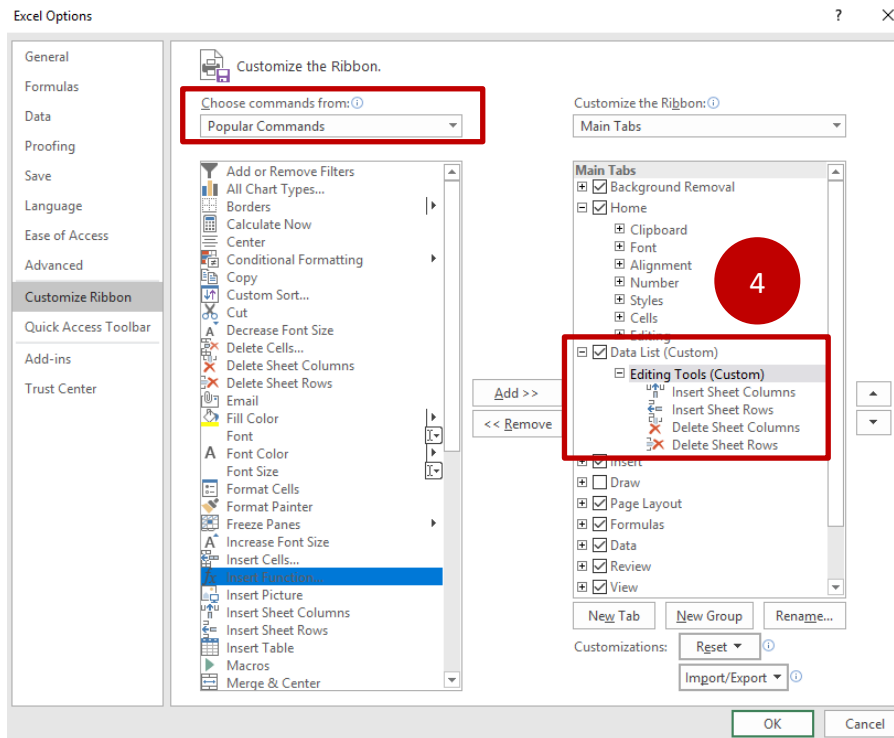 Excel Options
?
General
Formulas
Data
Proofing
Save
Language
Ease of Access
Advanced
Customize Ribbon
Quick Access Toolbar
Add-ins
Trust Center
Customize the Ribbon.
Choose commands from:
Popular Commands
Add or Remove Filters
All Chart Types...
Borders
Calculate Now
Center
Conditional Formatting
Copy
Custom Sort...
Cut
Decrease Font Size
Delete Cells...
Delete Sheet Columns
Delete Sheet Rows
Email
Fill Color
Font
Font Color
Font Size
Format Cells
Format Painter
Freeze Panes
Increase Font Size
Insert Cells...
Insert Function...
Insert Picture
Insert Sheet Columns
Insert Sheet Rows
Insert Table
Macros
Merge & Center
Add >>
<< Remove
Customize the Ribbon:
Main Tabs
Main Tabs
Background Removal
Home
Clipboard
Font
Alignment
Number
Styles
Cells
Editing
4
Data List (Custom)
Editing Tools (Custom)
Insert Sheet Columns
Insert Sheet Rows
Delete Sheet Columns
Delete Sheet Rows
Insert
Draw
Page Layout
Formulas
Data
Review
View
New Tab
New Group
Rename...
Customizations:
Reset
Import/Export
OK
Cancel